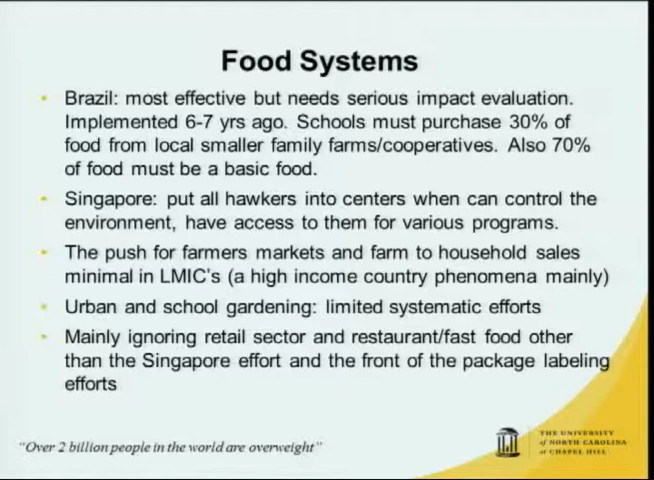 Food Systems
Brazil: most effective but needs serious impact evaluation.
Implemented 6-7 yrs ago. Schools must purchase 30% of
food from local smaller family farms/cooperatives. Also 70%
of food must be a basic food.
Singapore: put all hawkers into centers when can control the
environment, have access to them for various programs.
The push for farmers markets and farm to household sales
minimal in LMIC's (a high income country phenomena mainly)
Urban and school gardening: limited systematic efforts
Mainly ignoring retail sector and restaurant/fast food other
than the Singapore effort and the front of the package labeling
efforts
"Over 2 billion people in the world are overweight"
THE UNIVERSITY
of NORTH CAROLINA
at CHAPEL HILL